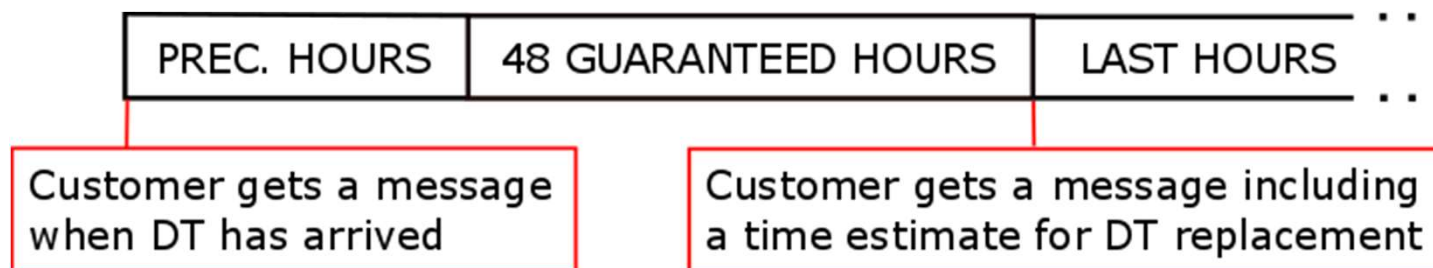 PREC. HOURS 48 GUARANTEED HOURS LAST HOURS
Customer gets a message
when DT has arrived
Customer gets a message including
a time estimate for DT replacement